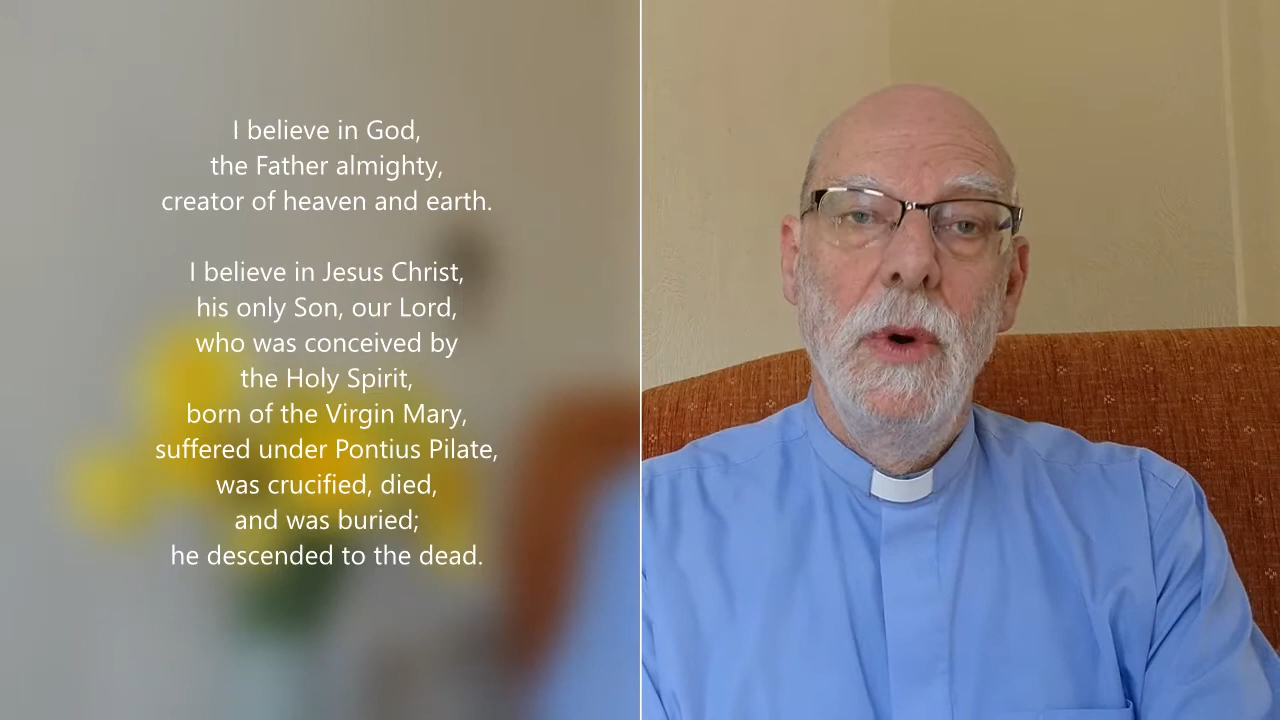 I believe in God,
the Father almighty,
creator of heaven and earth.
I believe in Jesus Christ,
his only Son, our Lord,
who was conceived by
the Holy Spirit,
born of the Virgin Mary,
suffered under Pontius Pilate,
was crucified, died,
and was buried;
he descended to the dead.